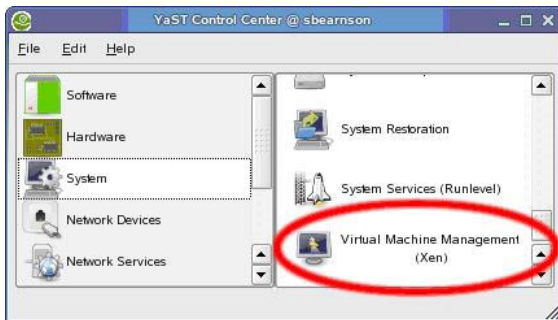 YaST Control Center @ sbearnson
File Edit Help
Software
Hardware
System
Network Devices
Network Services
System Restoration
System Services (Runlevel)
Virtual Machine Management
(Xen)